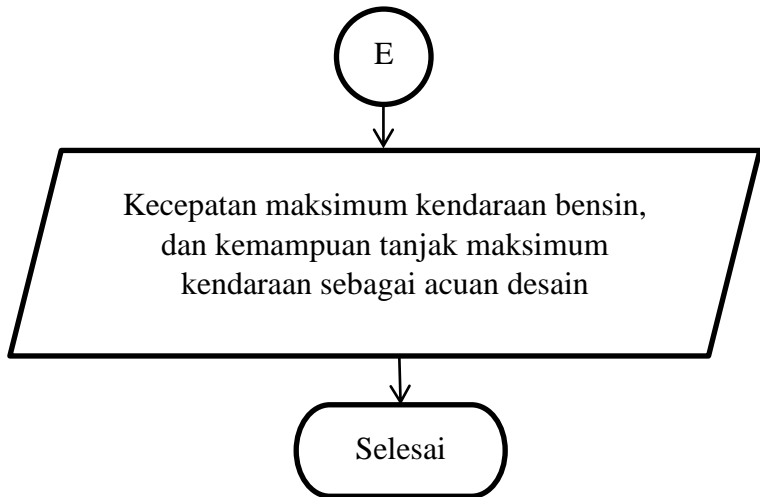 E
Kecepatan maksimum kendaraan bensin,
dan kemampuan tanjak maksimum
kendaraan sebagai acuan desain
Selesai